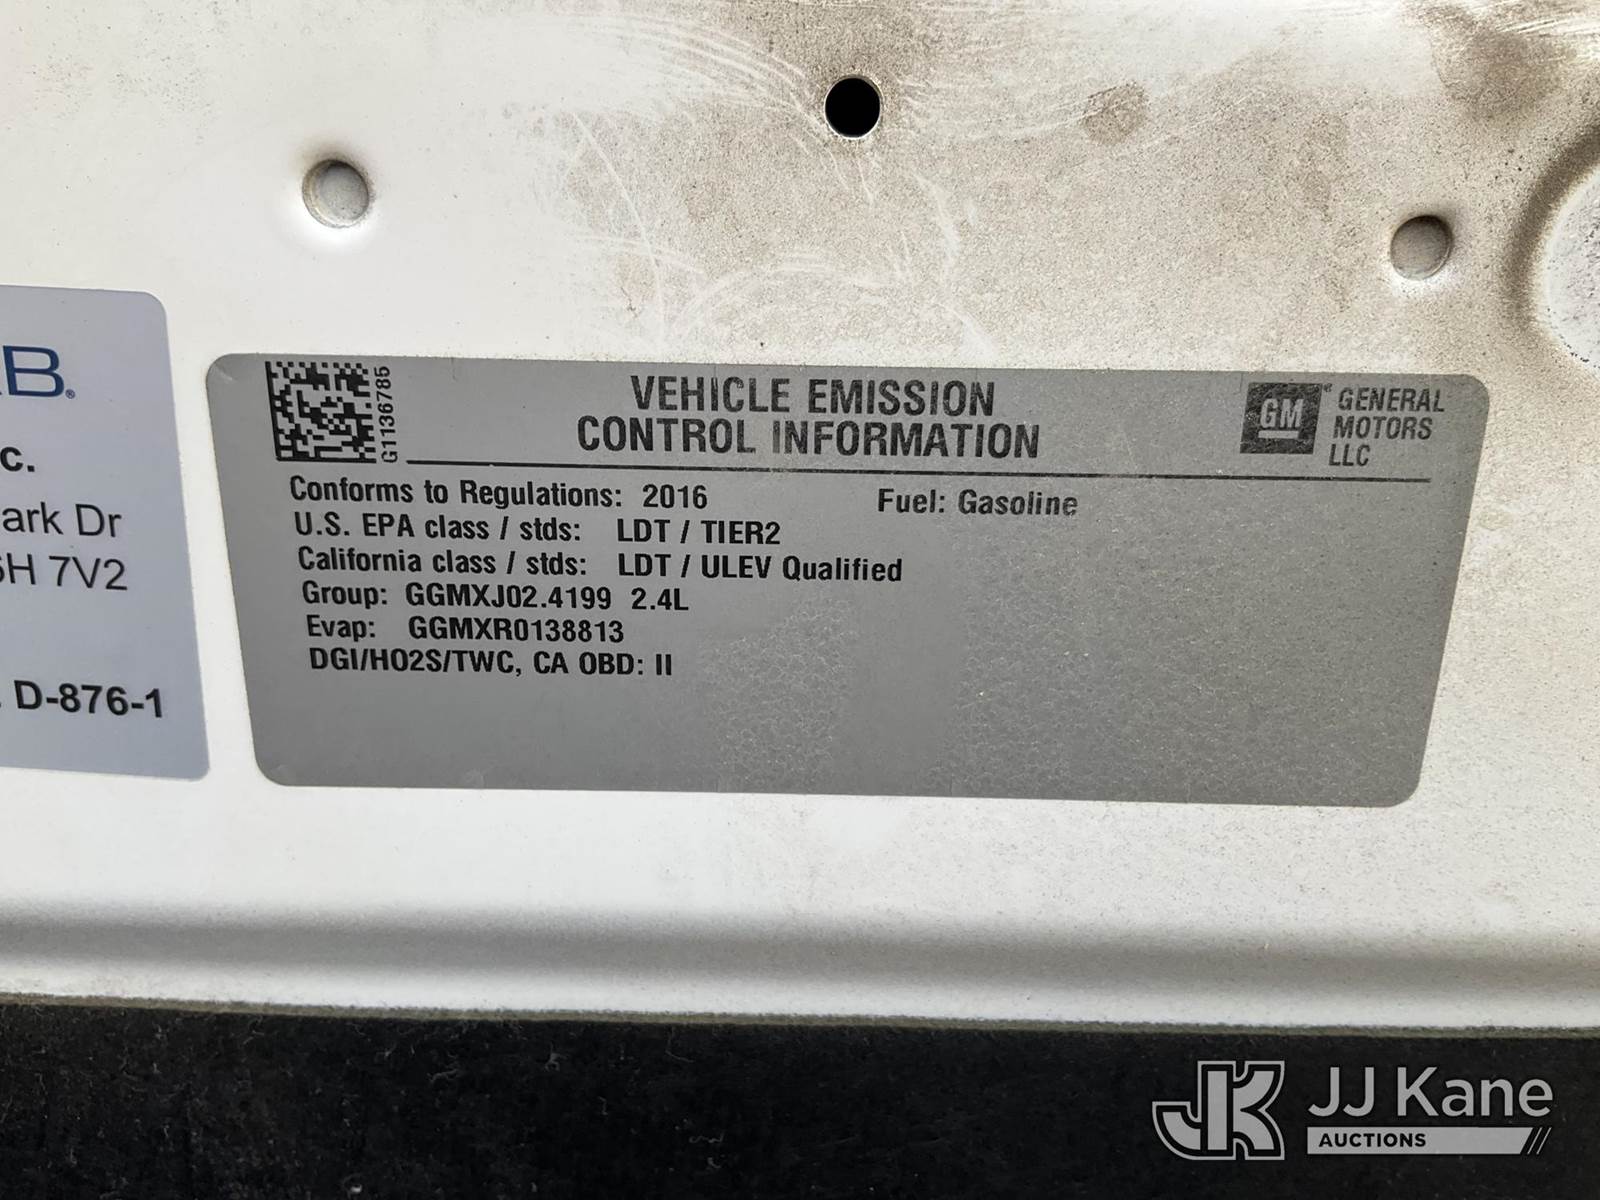 B®
c.
ark Dr
6H 7V2
D-876-1
G1136785
VEHICLE EMISSION
CONTROL INFORMATION
GM
GENERAL
MOTORS
LLC
Conforms to Regulations: 2016 Fuel: Gasoline
U.S. EPA class / stds: LDT / TIER2
California class / stds: LDT / ULEV Qualified
Group: GGMXJ02.4199 2.4L
Evap: GGMXR0138813
DGI/HO2S/TWC, CA OBD: II
JK JJ Kane
AUCTIONS